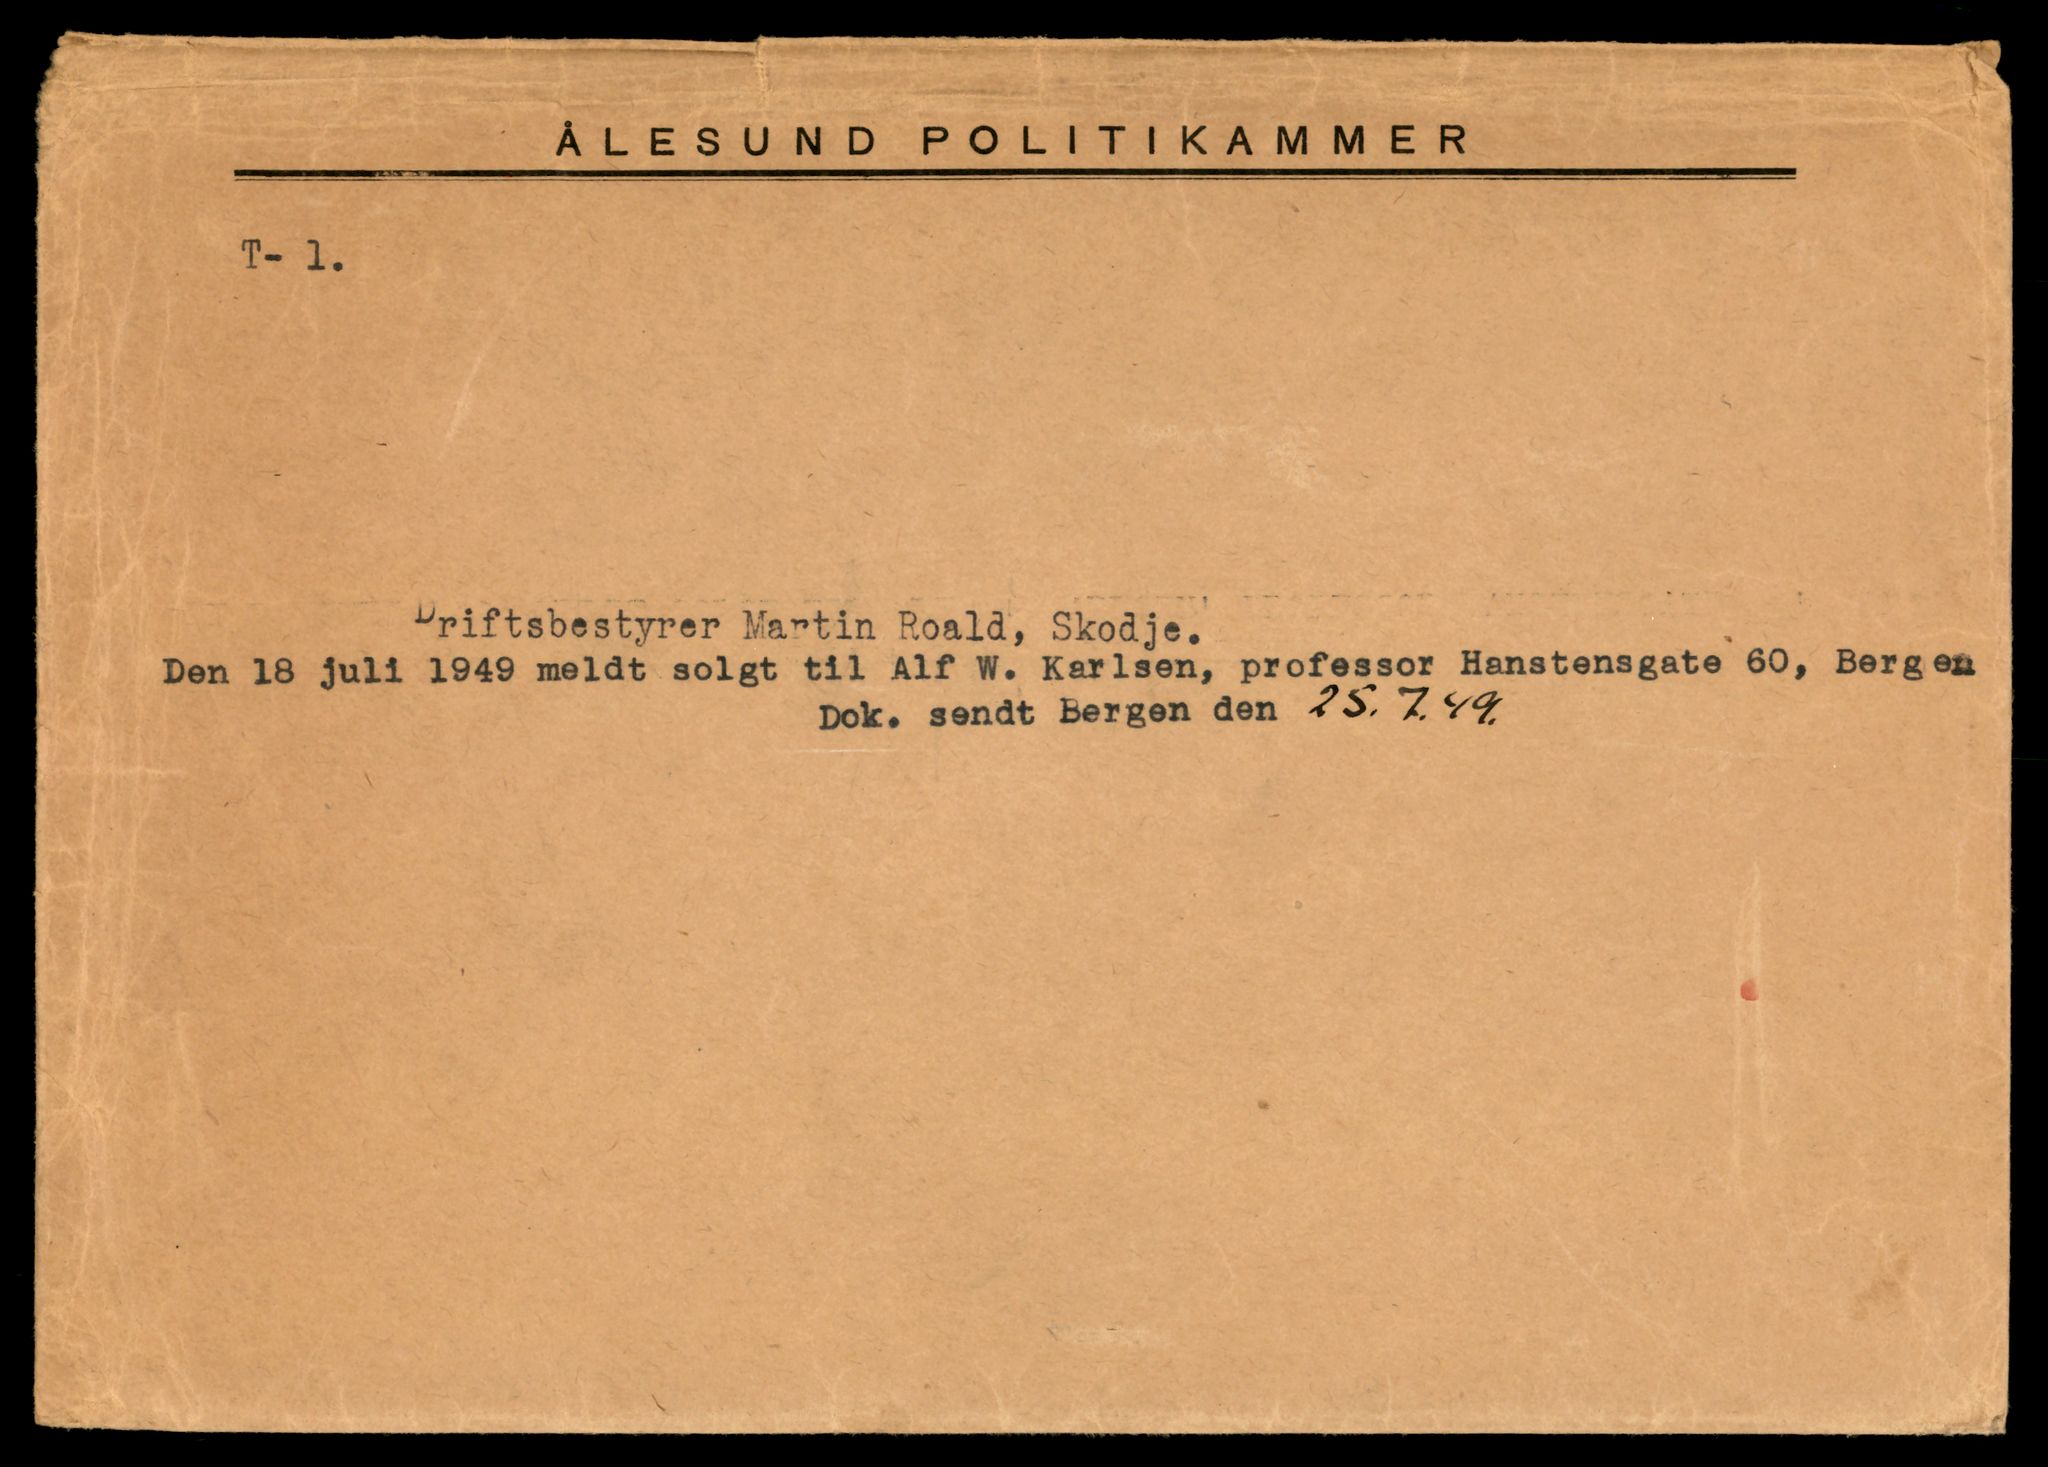 ÅLESUND POLITIKAMMER
T- 1.
Driftsbestyrer Martin Roald, Skodje.
Den 18 juli 1949 meldt solgt til Alf W. Karlsen, professor Hanstensgate 60, Bergen
Dok. sendt Bergen den 25.7.49.